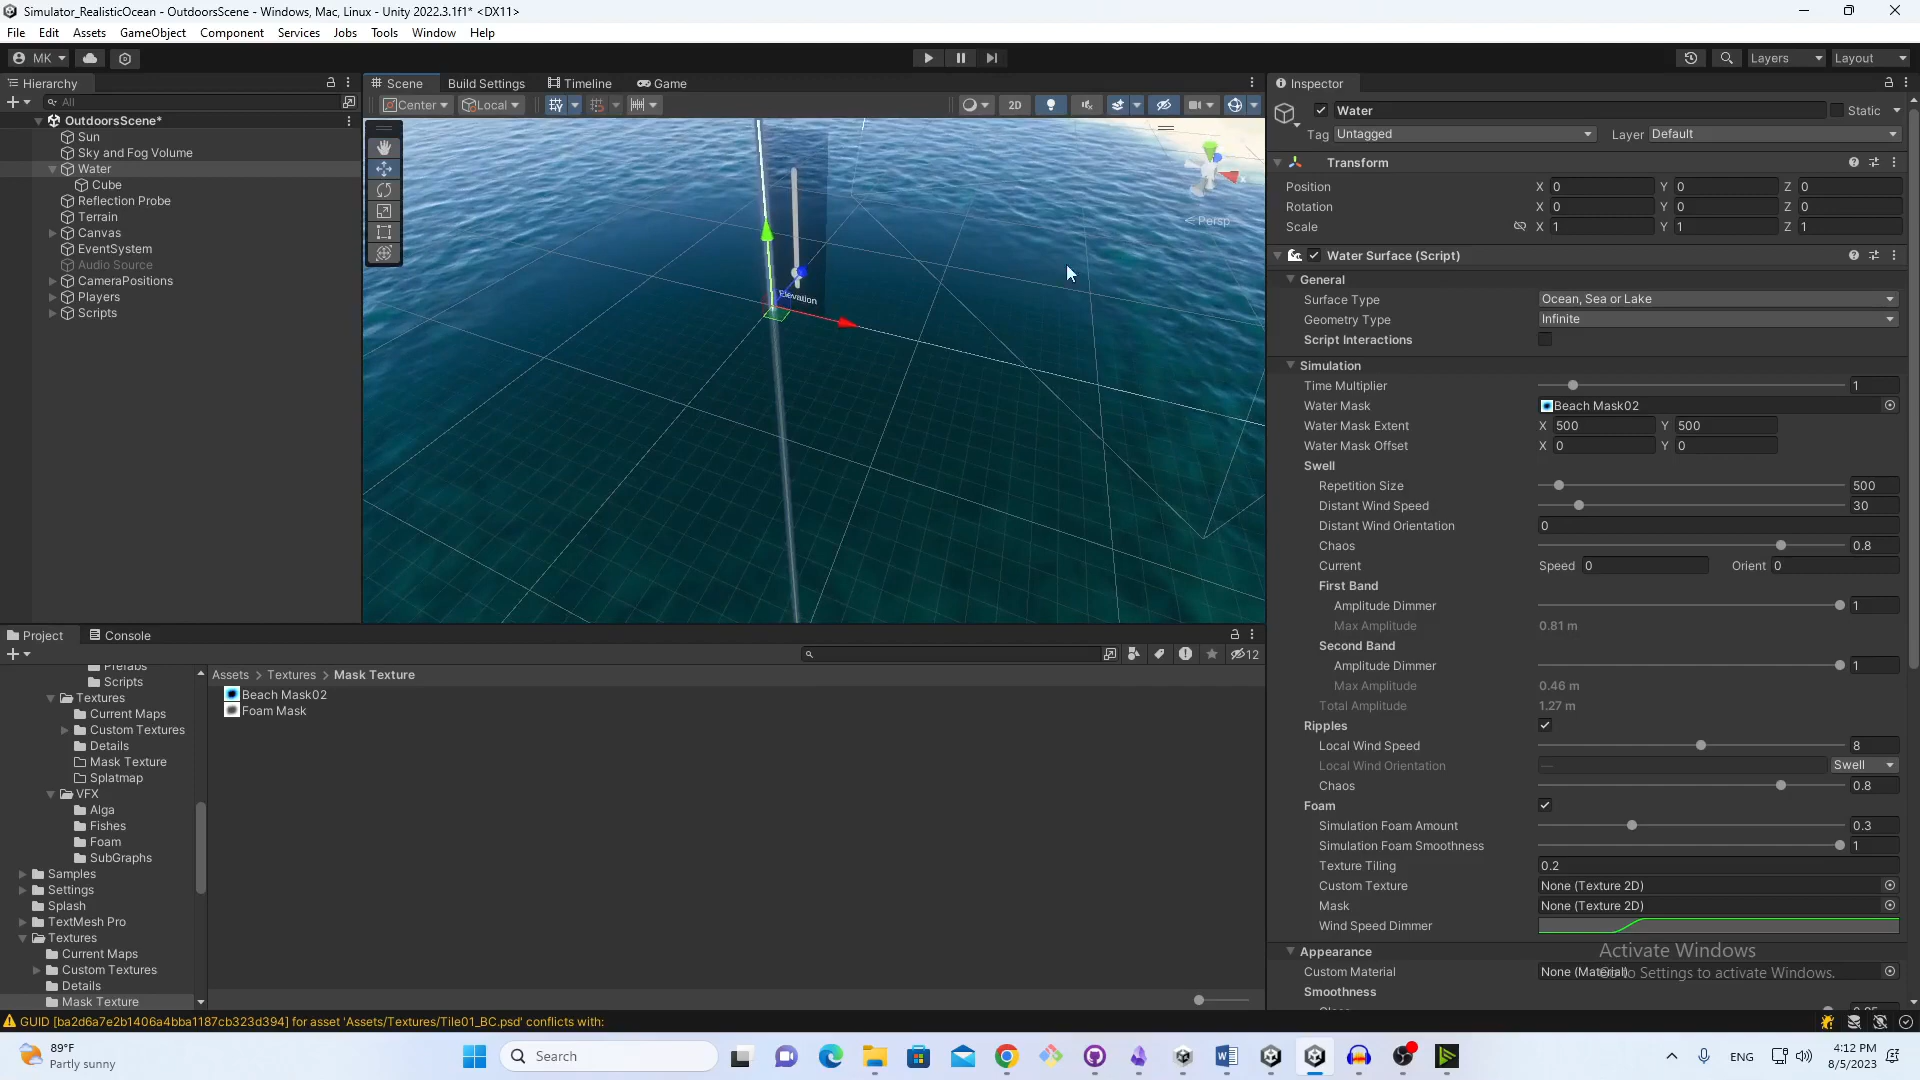 Simulator_RealisticOcean - OutdoorsScene - Windows, Mac, Linux - Unity 2022.3.1f1* <DX11>
File Edit Assets GameObject Component Services Jobs Tools Window Help
MK Layers Layout
Hierarchy
All
OutdoorsScene*
Sun
Sky and Fog Volume
Water
Cube
Reflection Probe
Terrain
Canvas
EventSystem
Audio Source
CameraPositions
Players
Scripts
Scene Build Settings Timeline Game
Center Local 2D
Elevation
x
< Persp
Inspector
Water Static
Tag Untagged Layer Default
Transform
Position X 0 Y 0 Z 0
Rotation X 0 Y 0 Z 0
Scale X 1 Y 1 Z 1
Water Surface (Script)
General
Surface Type Ocean, Sea or Lake
Geometry Type Infinite
Script Interactions
Simulation
Time Multiplier 1
Water Mask Beach Mask02
Water Mask Extent X 500 Y 500
Water Mask Offset X 0 Y 0
Swell
Repetition Size 500
Distant Wind Speed 30
Distant Wind Orientation 0
Chaos 0.8
Current Speed 0 Orient 0
First Band
Amplitude Dimmer 1
Max Amplitude 0.81 m
Second Band
Amplitude Dimmer 1
Max Amplitude 0.46 m
Total Amplitude 1.27 m
Ripples
Local Wind Speed 8
Local Wind Orientation — Swell
Chaos 0.8
Foam
Simulation Foam Amount 0.3
Simulation Foam Smoothness 1
Texture Tiling 0.2
Custom Texture None (Texture 2D)
Mask None (Texture 2D)
Wind Speed Dimmer
Appearance
Custom Material None (Material)
Smoothness
Activate Windows
Go to Settings to activate Windows.
Project Console
12
Prefabs
Scripts
Textures
Current Maps
Custom Textures
Details
Mask Texture
Splatmap
VFX
Alga
Fishes
Foam
SubGraphs
Samples
Settings
Splash
TextMesh Pro
Textures
Current Maps
Custom Textures
Details
Mask Texture
Assets > Textures > Mask Texture
Beach Mask02
Foam Mask
GUID [ba2d6a7e2b1406a4bba1187cb323d394] for asset 'Assets/Textures/Tile01_BC.psd' conflicts with:
89°F
Partly sunny
Search
ENG
4:12 PM
8/5/2023